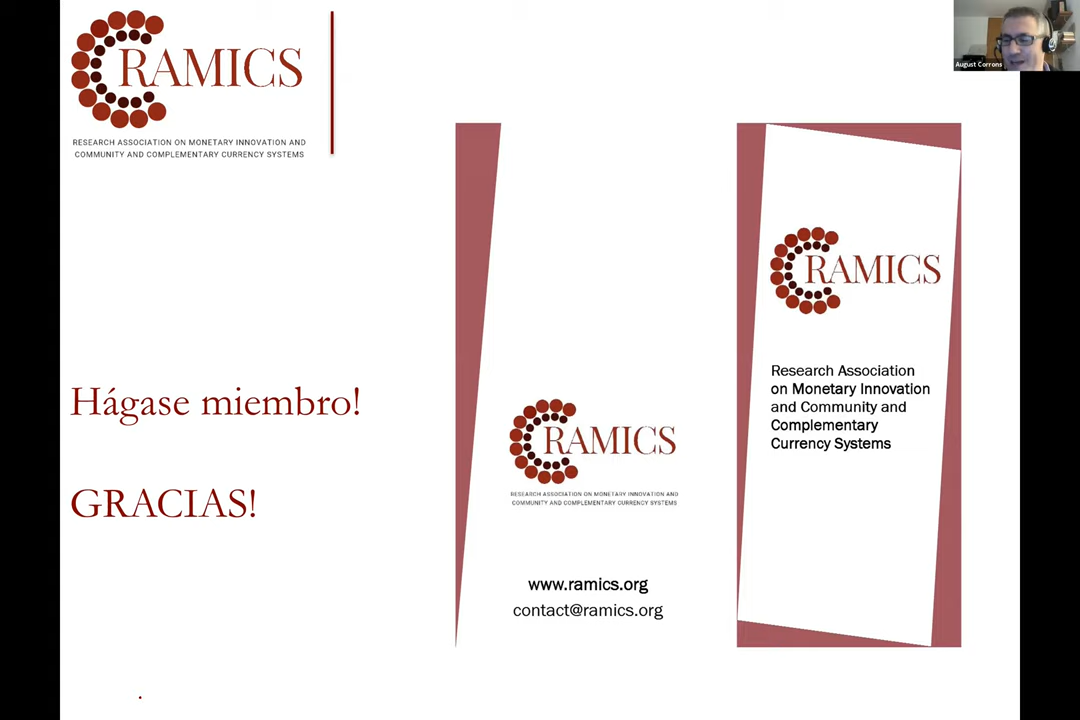 RAMICS
RESEARCH ASSOCIATION ON MONETARY INNOVATION AND
COMMUNITY AND COMPLEMENTARY CURRENCY SYSTEMS
August Corrons
Hágase miembro!
GRACIAS!
RAMICS
RESEARCH ASSOCIATION ON MONETARY INNOVATION AND
COMMUNITY AND COMPLEMENTARY CURRENCY SYSTEMS
www.ramics.org
contact@ramics.org
RAMICS
Research Association
on Monetary Innovation
and Community and
Complementary
Currency Systems
.